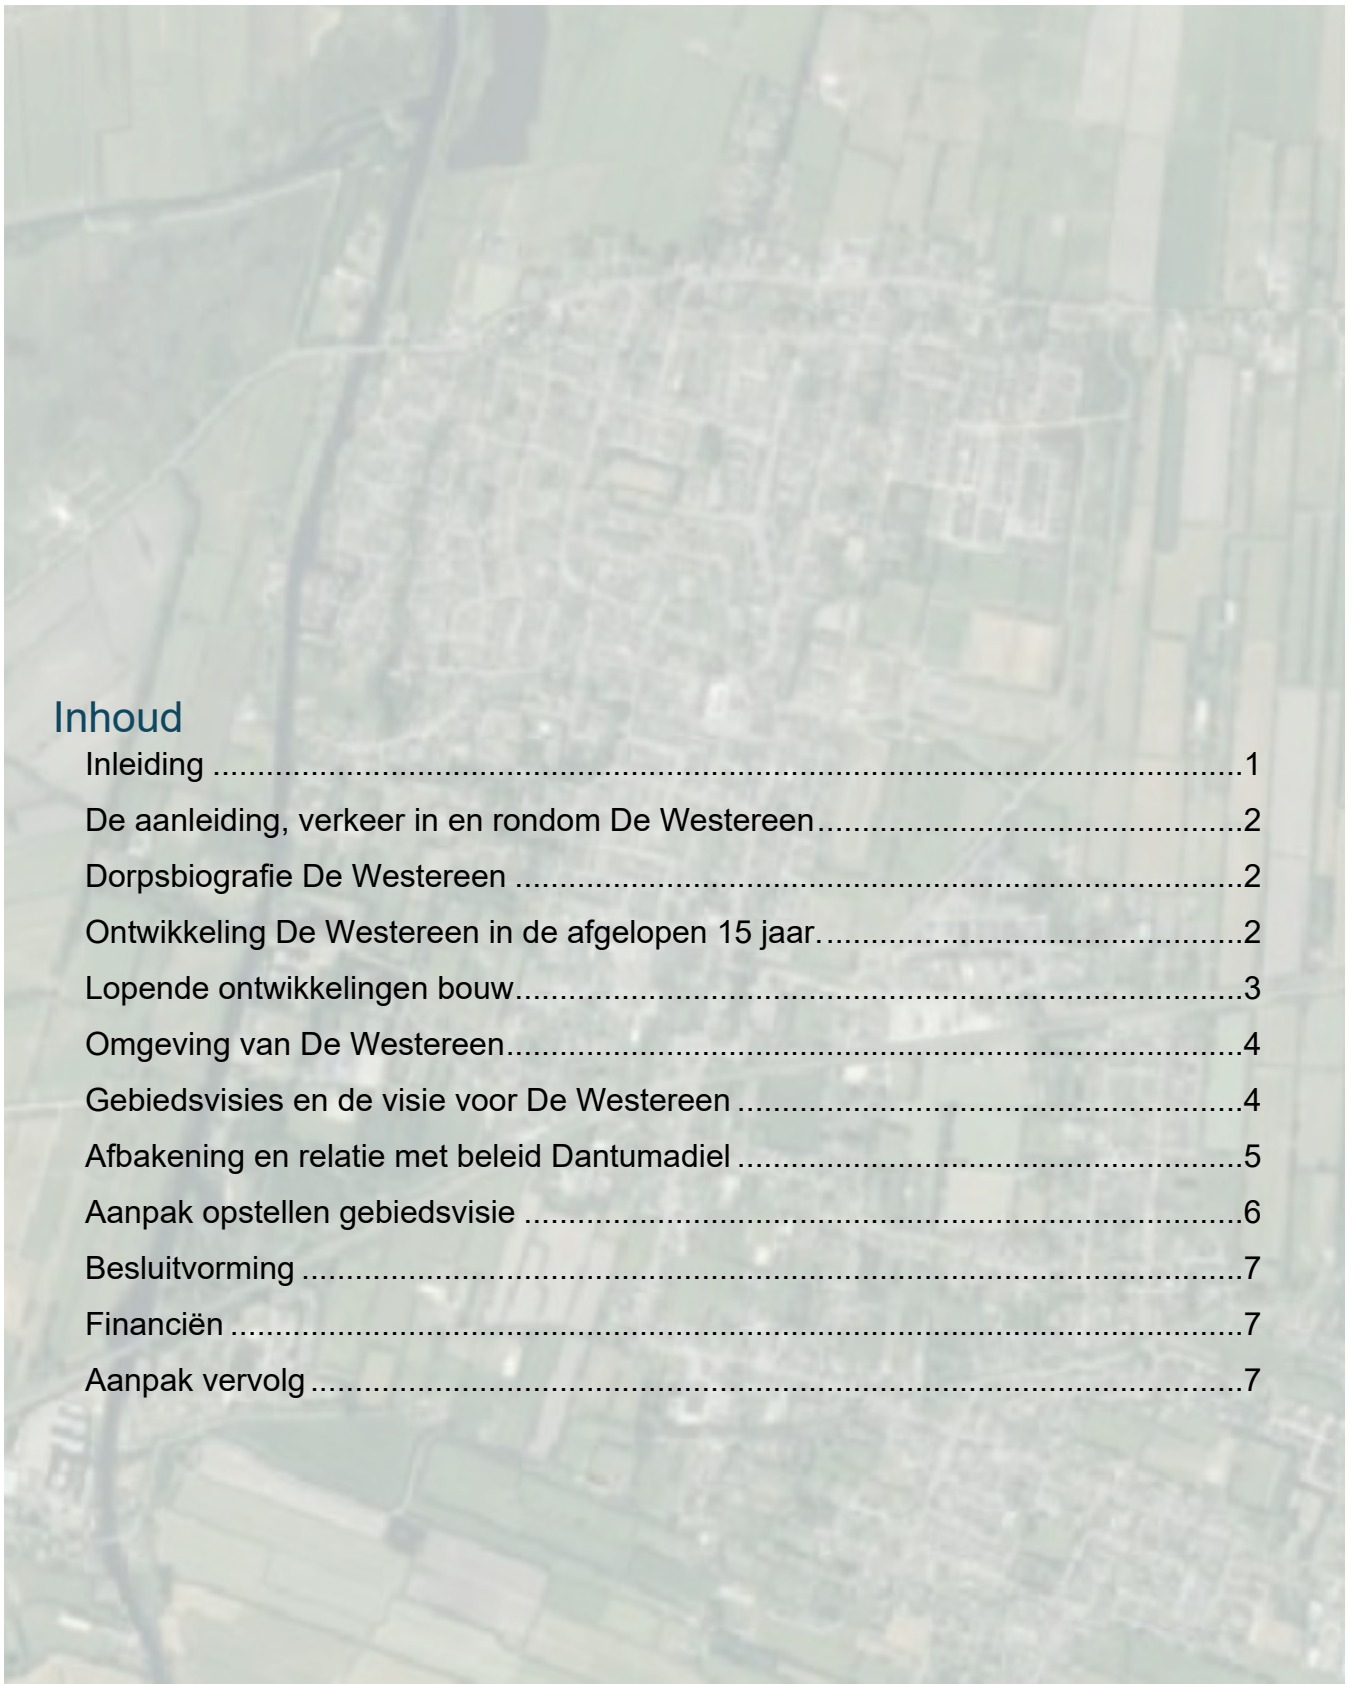 Inhoud
Inleiding ........................................................................................................................1
De aanleiding, verkeer in en rondom De Westereen................................................2
Dorpsbiografie De Westereen ...................................................................................2
Ontwikkeling De Westereen in de afgelopen 15 jaar................................................2
Lopende ontwikkelingen bouw..................................................................................3
Omgeving van De Westereen...................................................................................4
Gebiedsvisies en de visie voor De Westereen .........................................................4
Afbakening en relatie met beleid Dantumadiel .........................................................5
Aanpak opstellen gebiedsvisie ..................................................................................6
Besluitvorming ...........................................................................................................7
Financiën ...................................................................................................................7
Aanpak vervolg ..........................................................................................................7